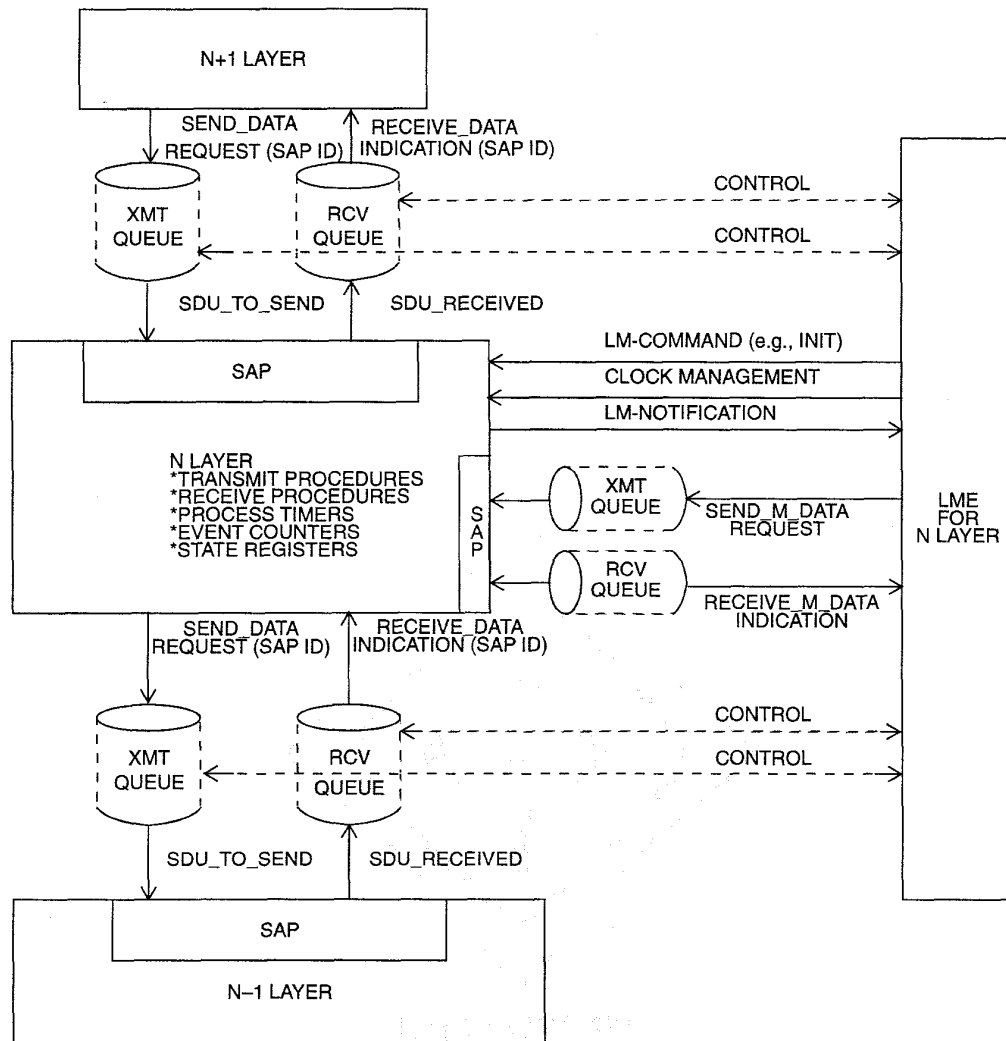 N+1 LAYER
SEND_DATA
REQUEST (SAP ID)
RECEIVE_DATA
INDICATION (SAP ID)
XMT
QUEUE
RCV
QUEUE
CONTROL
CONTROL
SDU_TO_SEND
SDU_RECEIVED
SAP
LM-COMMAND (e.g., INIT)
CLOCK MANAGEMENT
LM-NOTIFICATION
N LAYER
*TRANSMIT PROCEDURES
*RECEIVE PROCEDURES
*PROCESS TIMERS
*EVENT COUNTERS
*STATE REGISTERS
SAP
XMT
QUEUE
SEND_M_DATA
REQUEST
RCV
QUEUE
RECEIVE_M_DATA
INDICATION
LME
FOR
N LAYER
SEND_DATA
REQUEST (SAP ID)
RECEIVE_DATA
INDICATION (SAP ID)
XMT
QUEUE
RCV
QUEUE
CONTROL
CONTROL
SDU_TO_SEND
SDU_RECEIVED
SAP
N–1 LAYER